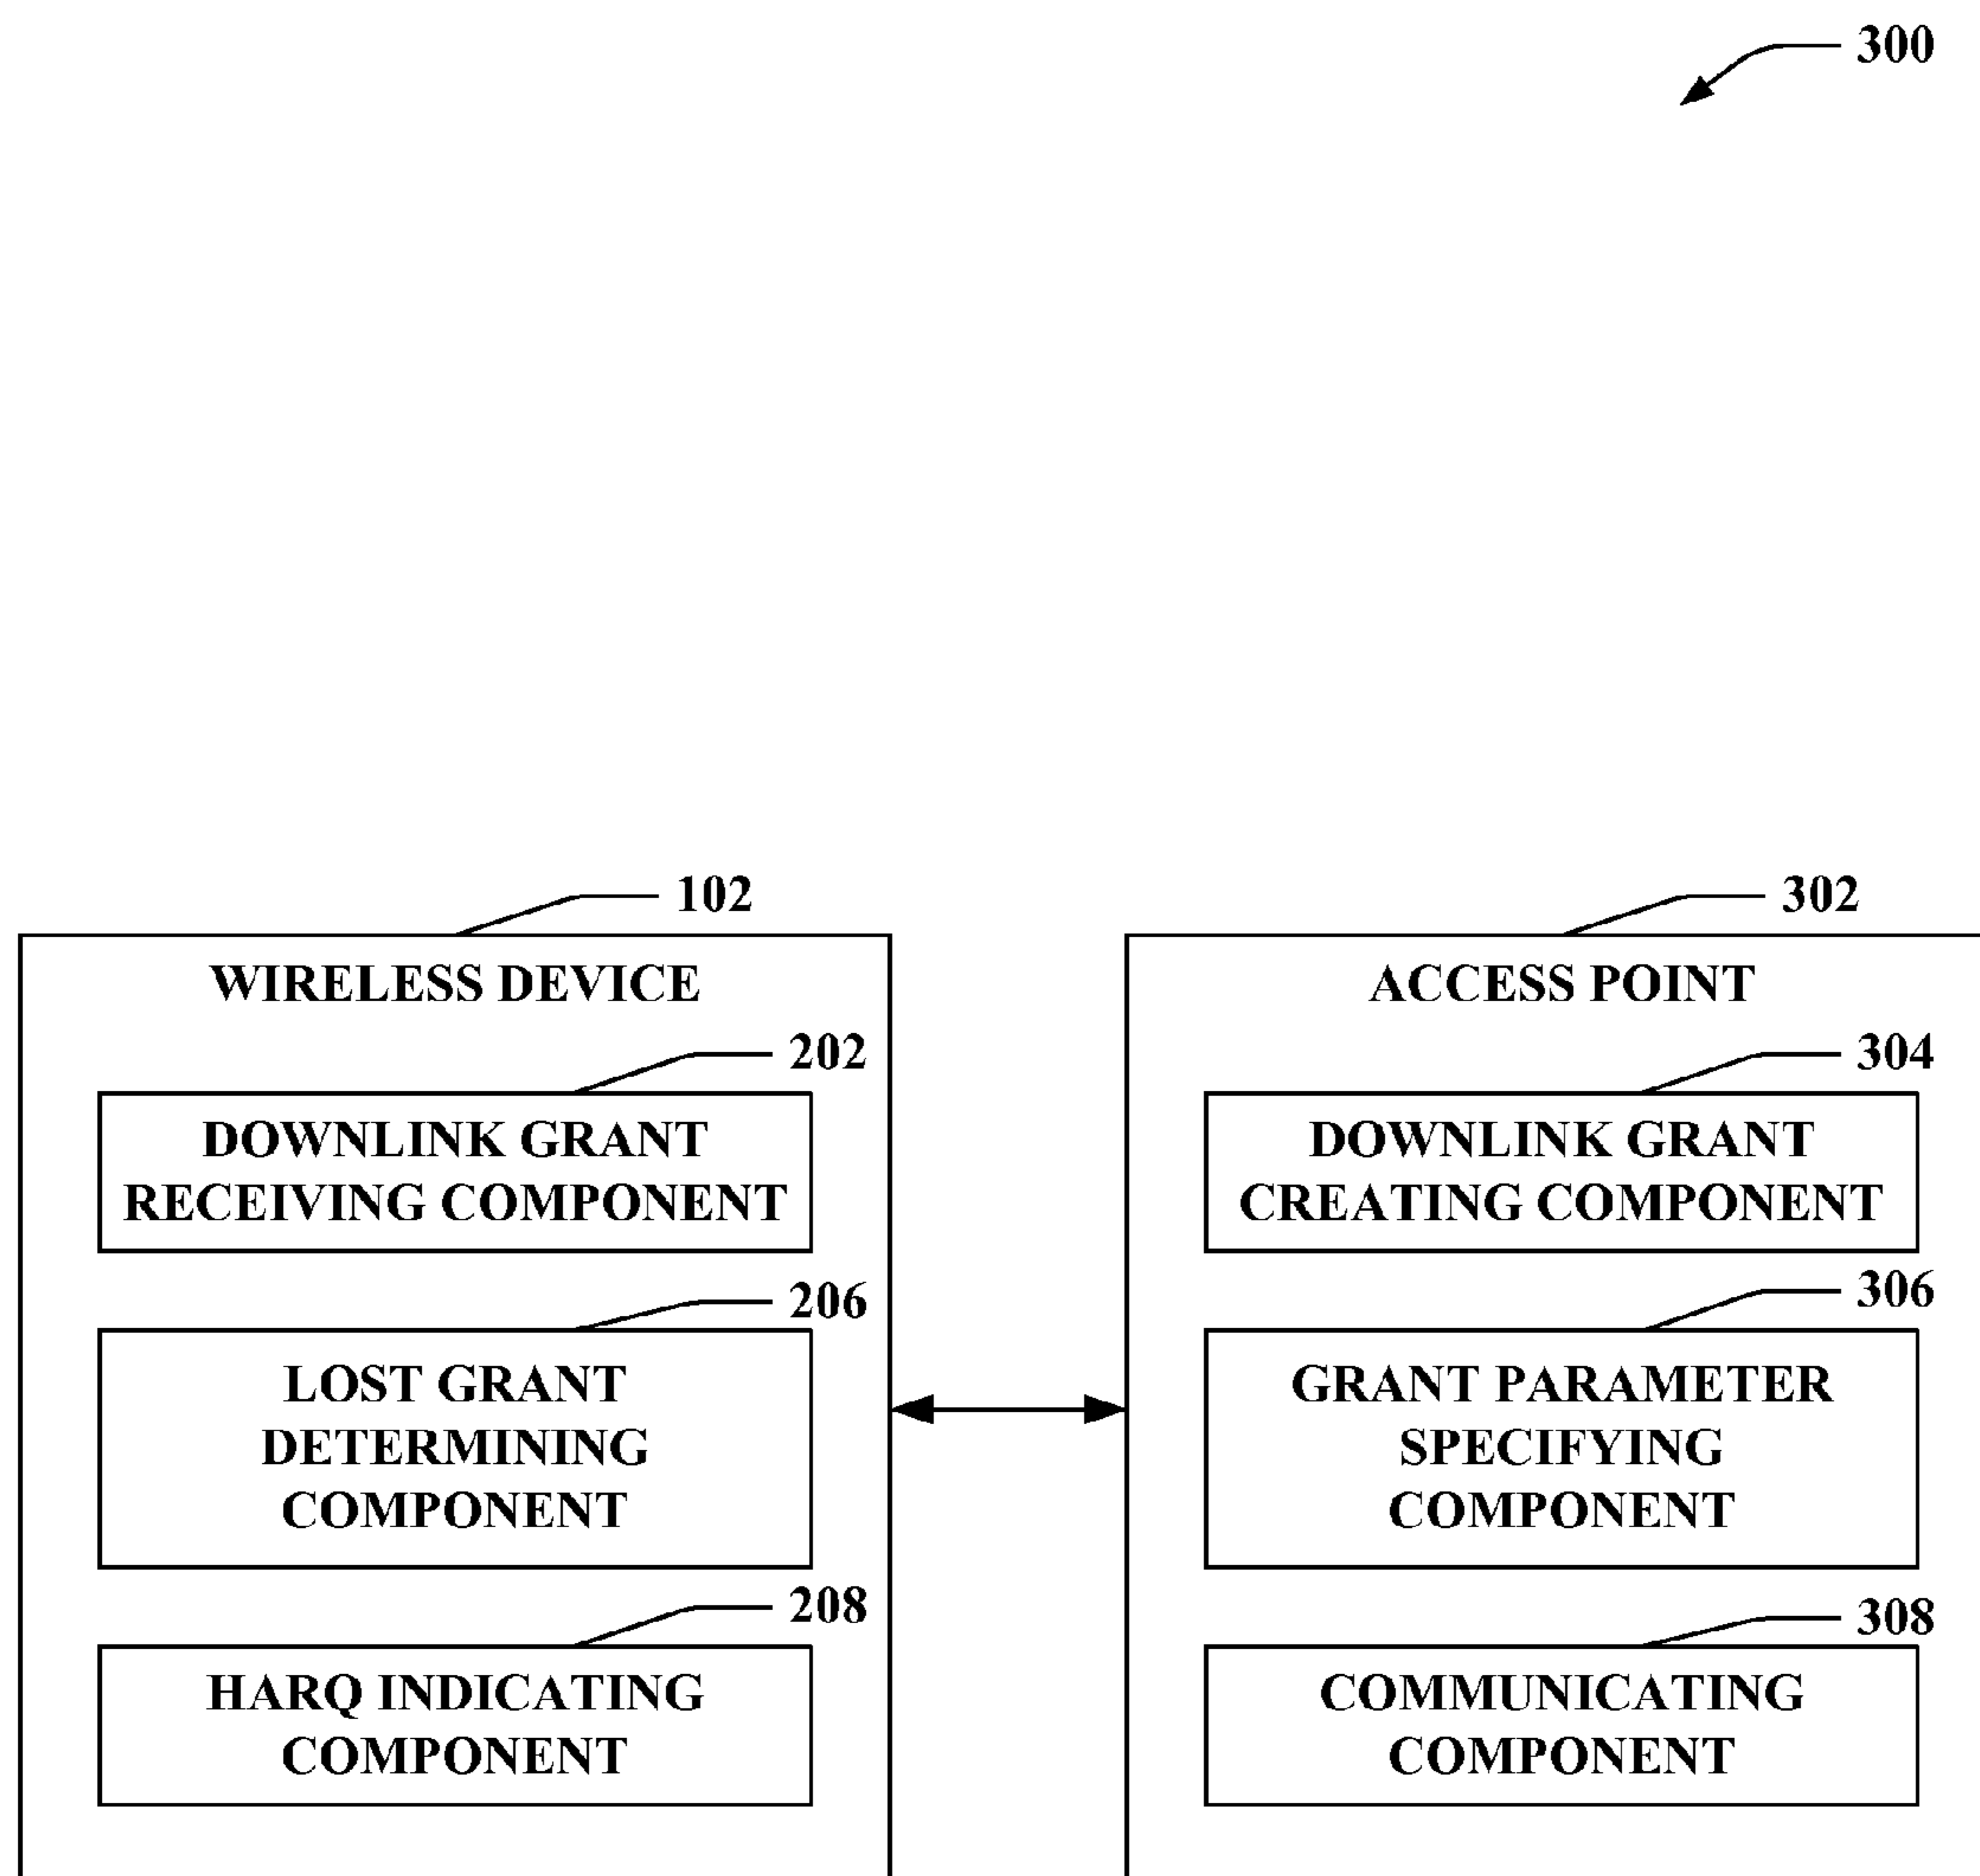 300
102
WIRELESS DEVICE
202
DOWNLINK GRANT
RECEIVING COMPONENT
206
LOST GRANT
DETERMINING
COMPONENT
208
HARQ INDICATING
COMPONENT
302
ACCESS POINT
304
DOWNLINK GRANT
CREATING COMPONENT
306
GRANT PARAMETER
SPECIFYING
COMPONENT
308
COMMUNICATING
COMPONENT